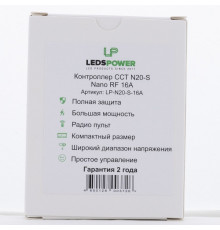 LP
LEDSPOWER
Контроллер CCT N20-S
Nano RF 16A
Артикул: LP-N20-S-16A
Полная защита
Большая мощность
Радио пульт
Компактный размер
Широкий диапазон напряжения
Простое управление
Гарантия 2 года